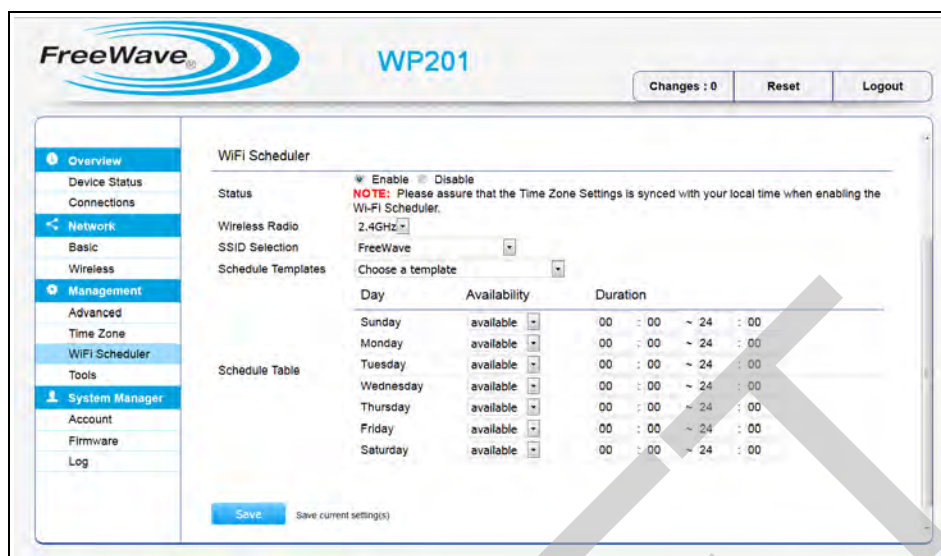 FreeWave®
WP201
Changes : 0 Reset Logout
Overview
Device Status
Connections
Network
Basic
Wireless
Management
Advanced
Time Zone
WiFi Scheduler
Tools
System Manager
Account
Firmware
Log
WiFi Scheduler
Status Enable Disable
NOTE: Please assure that the Time Zone Settings is synced with your local time when enabling the
Wi-Fi Scheduler.
Wireless Radio 2.4GHz
SSID Selection FreeWave
Schedule Templates Choose a template
Schedule Table
Day Availability Duration
Sunday available 00 : 00 ~ 24 : 00
Monday available 00 : 00 ~ 24 : 00
Tuesday available 00 : 00 ~ 24 : 00
Wednesday available 00 : 00 ~ 24 : 00
Thursday available 00 : 00 ~ 24 : 00
Friday available 00 : 00 ~ 24 : 00
Saturday available 00 : 00 ~ 24 : 00
Save Save current setting(s)